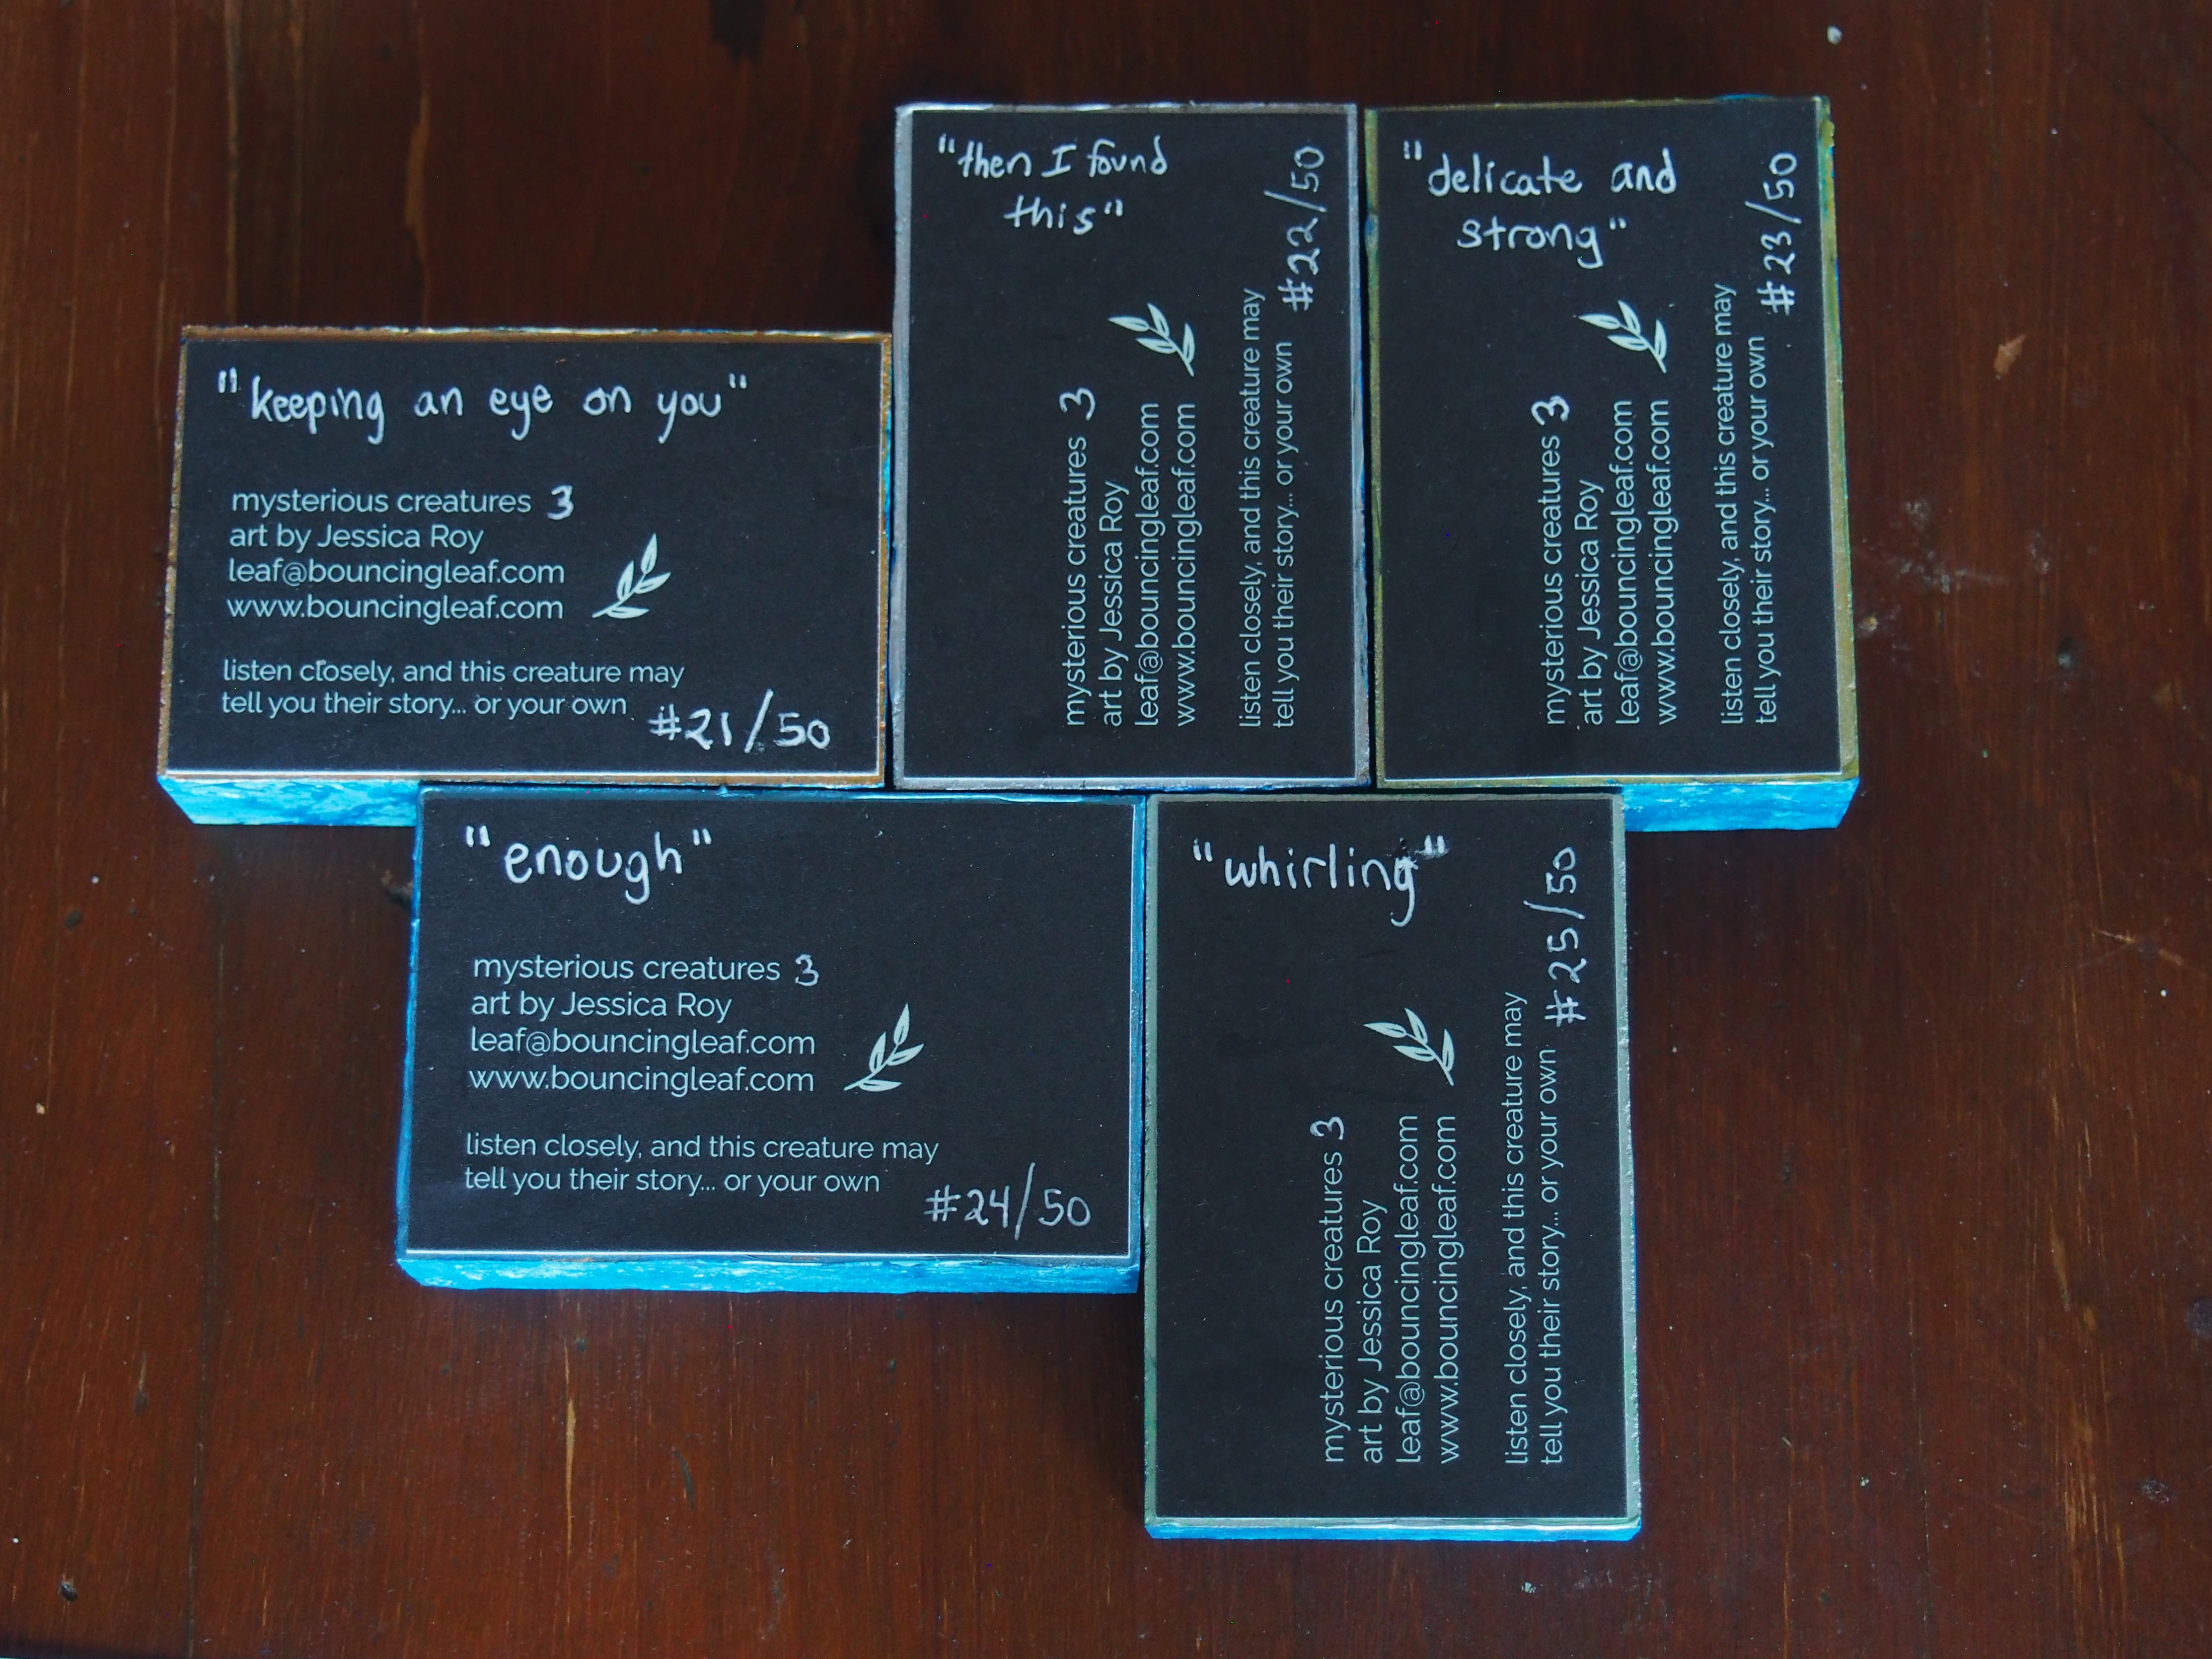 "keeping an eye on you"
mysterious creatures 3
art by Jessica Roy
leaf@bouncingleaf.com
www.bouncingleaf.com
listen closely, and this creature may
tell you their story... or your own
#21/50
"then I found
this"
mysterious creatures 3
art by Jessica Roy
leaf@bouncingleaf.com
www.bouncingleaf.com
listen closely, and this creature may
tell you their story... or your own
#22/50
"delicate and
strong"
mysterious creatures 3
art by Jessica Roy
leaf@bouncingleaf.com
www.bouncingleaf.com
listen closely, and this creature may
tell you their story... or your own
#23/50
"enough"
mysterious creatures 3
art by Jessica Roy
leaf@bouncingleaf.com
www.bouncingleaf.com
listen closely, and this creature may
tell you their story... or your own
#24/50
"whirling"
mysterious creatures 3
art by Jessica Roy
leaf@bouncingleaf.com
www.bouncingleaf.com
listen closely, and this creature may
tell you their story... or your own
#25/50